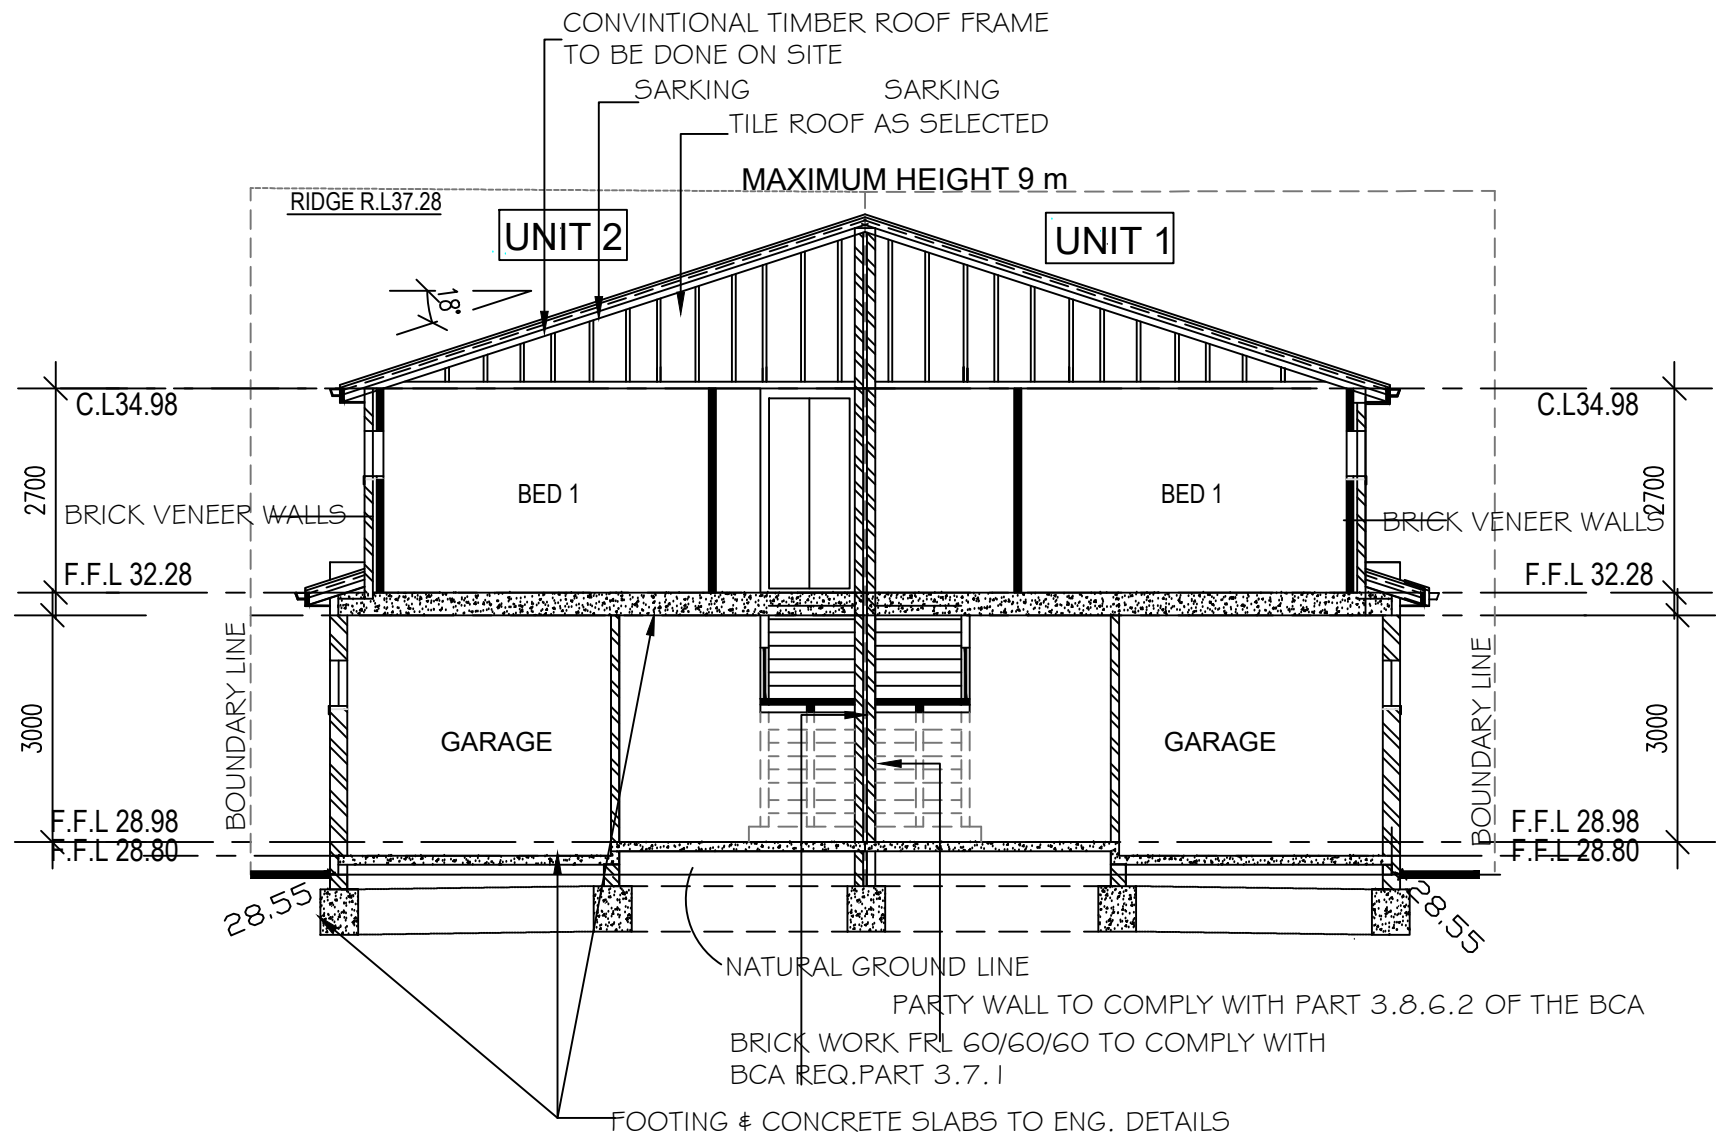 CONVINTIONAL TIMBER ROOF FRAME
TO BE DONE ON SITE
SARKING
SARKING
TILE ROOF AS SELECTED
MAXIMUM HEIGHT 9 m
RIDGE R.L37.28
UNIT 2
UNIT 1
18°
C.L34.98
C.L34.98
2700
2700
BED 1
BED 1
BRICK VENEER WALLS
BRICK VENEER WALLS
F.F.L 32.28
F.F.L 32.28
BOUNDARY LINE
BOUNDARY LINE
3000
3000
GARAGE
GARAGE
F.F.L 28.98
F.F.L 28.98
F.F.L 28.80
F.F.L 28.80
28.55
28.55
NATURAL GROUND LINE
PARTY WALL TO COMPLY WITH PART 3.8.6.2 OF THE BCA
BRICK WORK FRL 60/60/60 TO COMPLY WITH
BCA REQ.PART 3.7.1
FOOTING & CONCRETE SLABS TO ENG. DETAILS